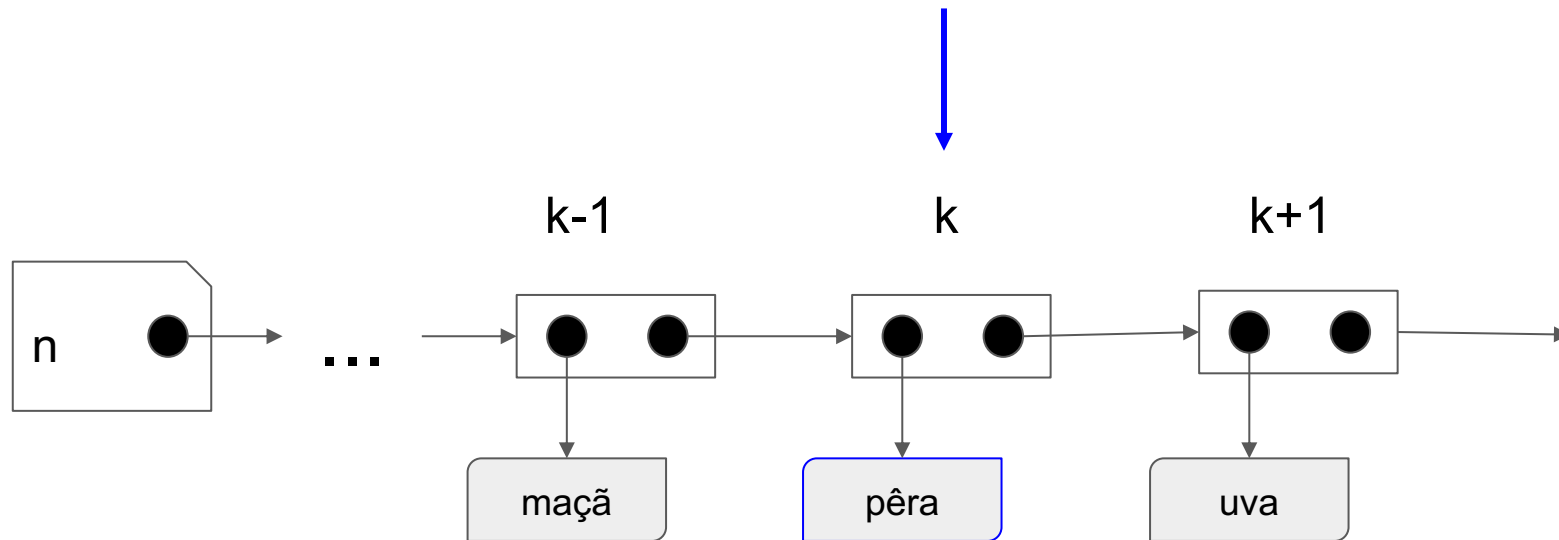 k-1 k k+1
n ...
maçã pêra uva